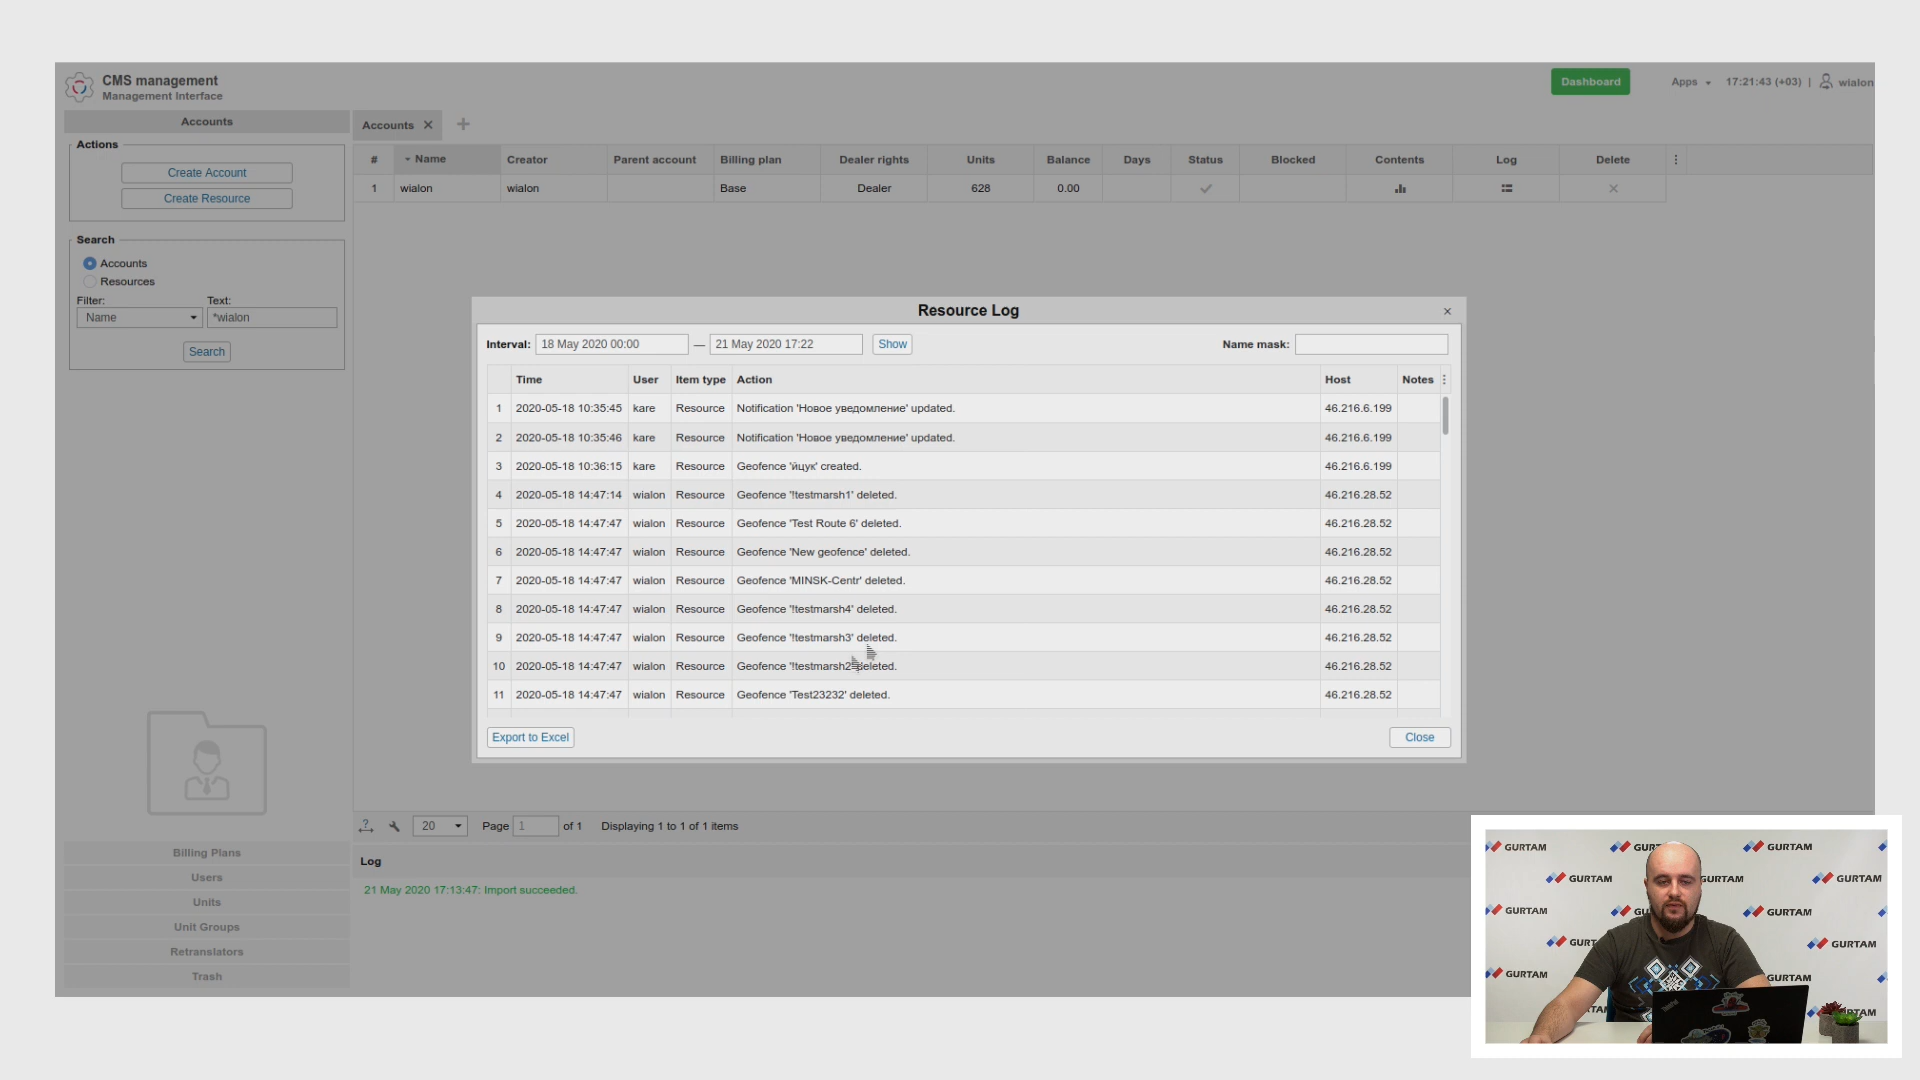 CMS management
Management Interface
Dashboard
Apps
17:21:43 (+03) |
wialon
Accounts
Actions
Create Account
Create Resource
Search
Accounts
Resources
Filter:
Text:
Name
*wialon
Search
Billing Plans
Users
Units
Unit Groups
Retranslators
Trash
Accounts
# Name Creator Parent account Billing plan Dealer rights Units Balance Days Status Blocked Contents Log Delete
1 wialon wialon Base Dealer 628 0.00
Resource Log
Interval: 18 May 2020 00:00 — 21 May 2020 17:22 Show Name mask:
Time User Item type Action Host Notes
1 2020-05-18 10:35:45 kare Resource Notification 'Новое уведомление' updated. 46.216.6.199
2 2020-05-18 10:35:46 kare Resource Notification 'Новое уведомление' updated. 46.216.6.199
3 2020-05-18 10:36:15 kare Resource Geofence 'йцук' created. 46.216.6.199
4 2020-05-18 14:47:14 wialon Resource Geofence '!testmarsh1' deleted. 46.216.28.52
5 2020-05-18 14:47:47 wialon Resource Geofence 'Test Route 6' deleted. 46.216.28.52
6 2020-05-18 14:47:47 wialon Resource Geofence 'New geofence' deleted. 46.216.28.52
7 2020-05-18 14:47:47 wialon Resource Geofence 'MINSK-Centr' deleted. 46.216.28.52
8 2020-05-18 14:47:47 wialon Resource Geofence '!testmarsh4' deleted. 46.216.28.52
9 2020-05-18 14:47:47 wialon Resource Geofence '!testmarsh3' deleted. 46.216.28.52
10 2020-05-18 14:47:47 wialon Resource Geofence '!testmarsh2' deleted. 46.216.28.52
11 2020-05-18 14:47:47 wialon Resource Geofence 'Test23232' deleted. 46.216.28.52
Export to Excel
Close
20 Page 1 of 1 Displaying 1 to 1 of 1 items
Log
21 May 2020 17:13:47: Import succeeded.
GURTAM GURT GURTAM
GURTAM GURTAM GURTAM
GURTAM GU GURTAM
GURT GURTAM
GURTAM GURTAM
TAM RTAM